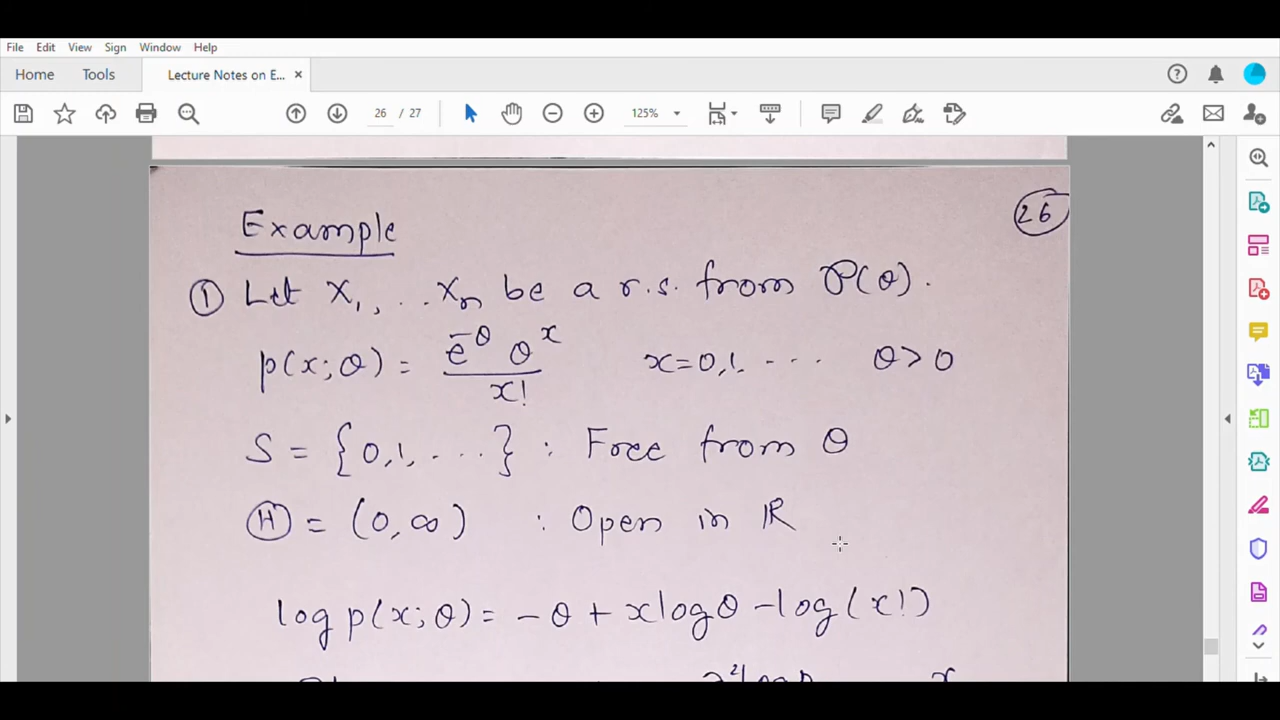 File Edit View Sign Window Help
Home Tools Lecture Notes on E... ×
26 / 27 125%
Example
26
① Let X₁, ... Xₙ be a r.s. from P(θ).
p(x;θ) = e^-θ θ^x / x! x=0,1, ... θ>0
S = {0,1, ...} : Free from θ
Ⓗ = (0,∞) : Open in ℝ
log p(x;θ) = -θ + x log θ - log(x!)